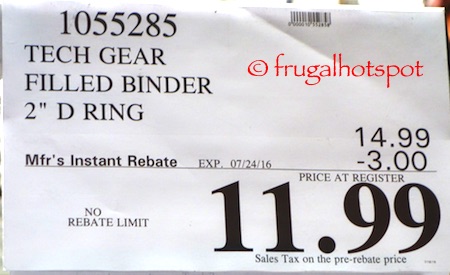 1055285
TECH GEAR
FILLED BINDER
2" D RING
© frugalhotspot
14.99
Mfr's Instant Rebate EXP. 07/24/16 -3.00
PRICE AT REGISTER
NO
REBATE LIMIT
11.99
Sales Tax on the pre-rebate price